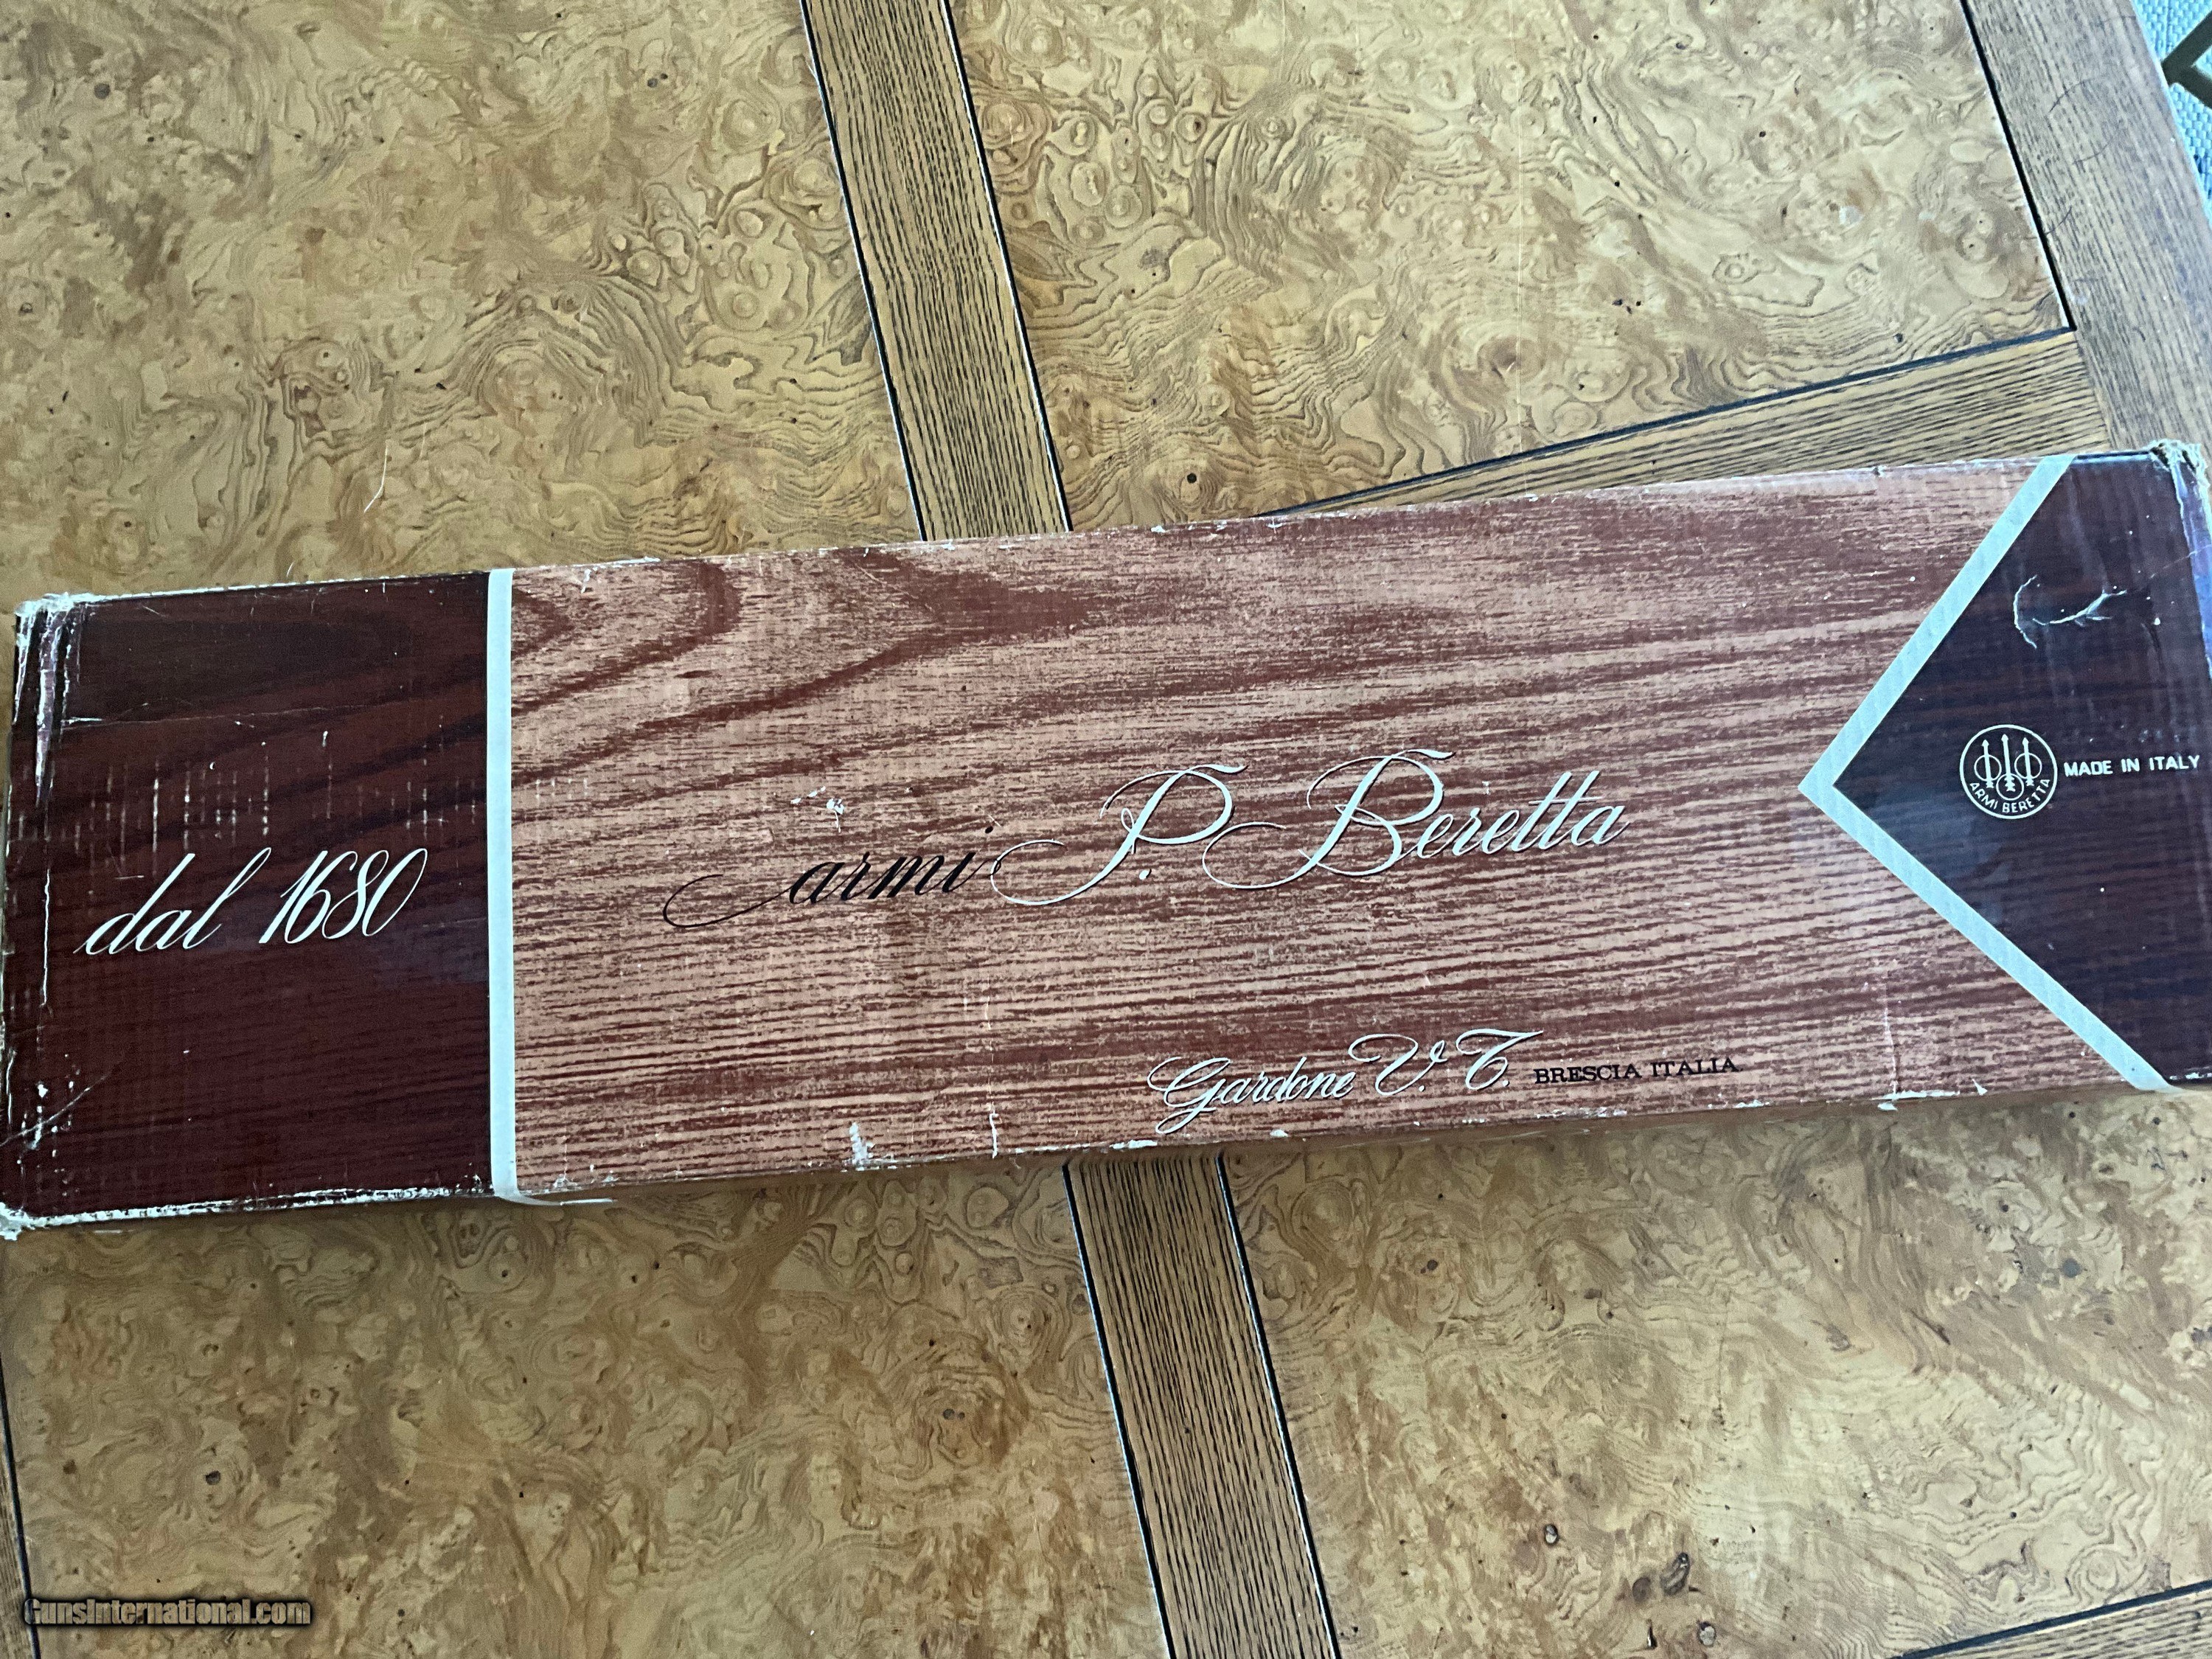 dal 1680
armi P. Beretta
ARMI BERETTA
MADE IN ITALY
Gardone V. T. BRESCIA ITALIA
GunsInternational.com